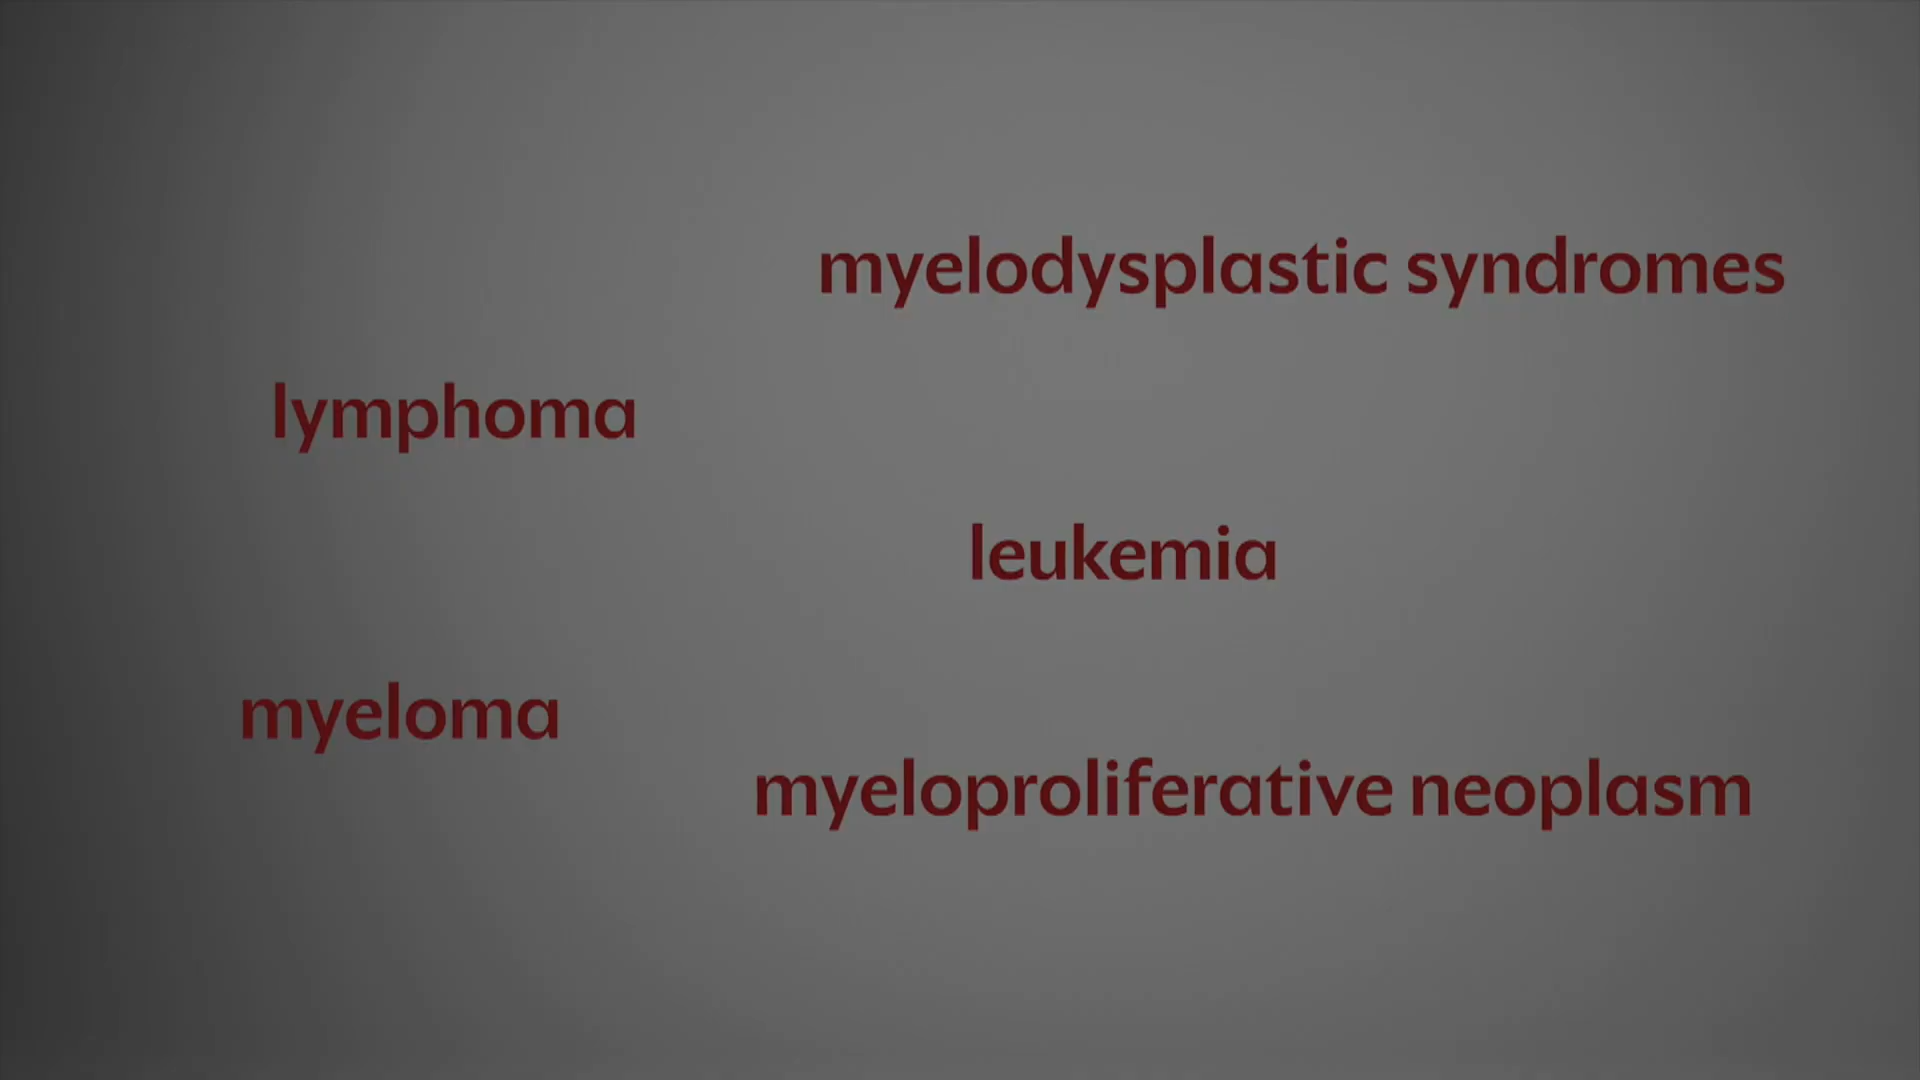 myelodysplastic syndromes
lymphoma
leukemia
myeloma
myeloproliferative neoplasm